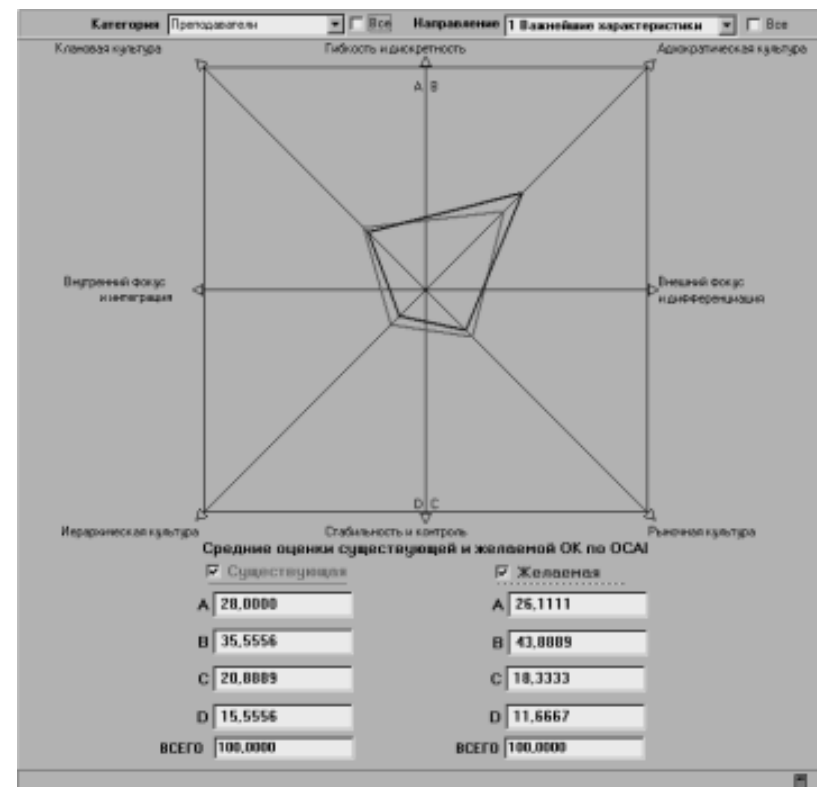 Категория Преподаватели Все Направление 1 Важнейшие характеристики Все
Клановая культура Гибкость и дискретность Адхократическая культура
A B
Внутренний фокус и интеграция
Внешний фокус и дифференциация
D C
Иерархическая культура Стабильность и контроль Рыночная культура
Средние оценки существующей и желаемой ОК по OCAI
Существующая Желаемая
A 28,0000 A 26,1111
B 35,5556 B 43,8889
C 20,8889 C 18,3333
D 15,5556 D 11,6667
ВСЕГО 100,0000 ВСЕГО 100,0000